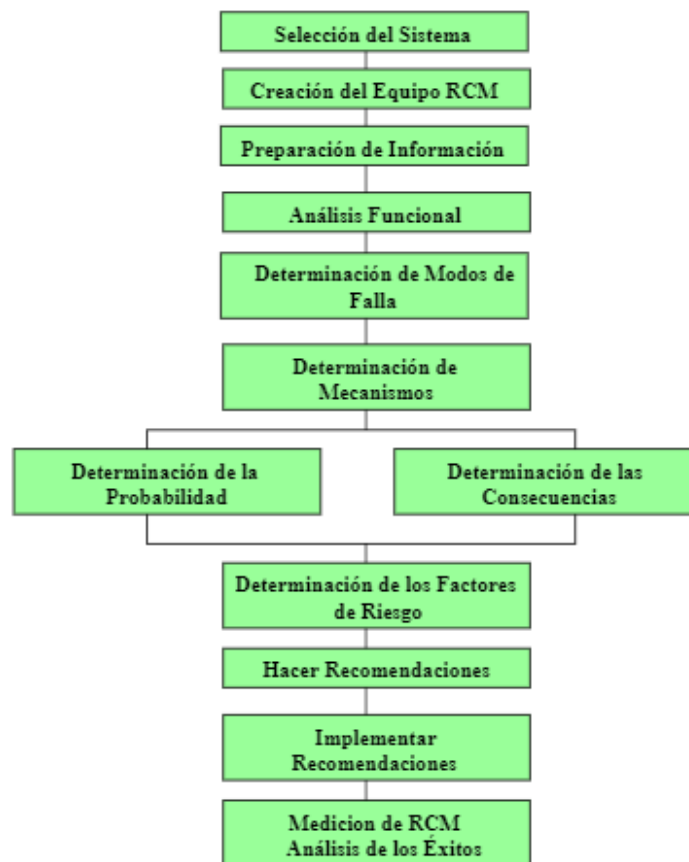 Selección del Sistema
Creación del Equipo RCM
Preparación de Información
Análisis Funcional
Determinación de Modos de
Falla
Determinación de
Mecanismos
Determinación de la
Probabilidad
Determinación de las
Consecuencias
Determinación de los Factores
de Riesgo
Hacer Recomendaciones
Implementar
Recomendaciones
Medicion de RCM
Análisis de los Éxitos